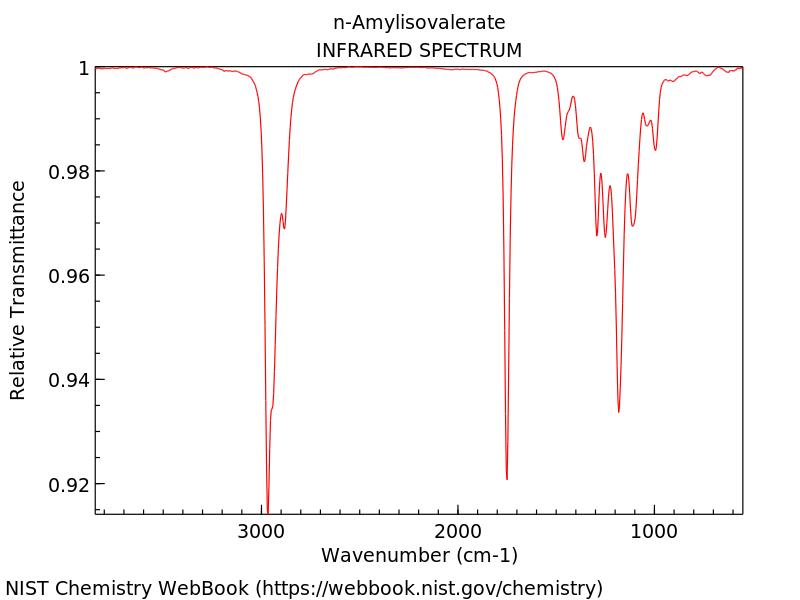 n-Amylisovalerate
INFRARED SPECTRUM
1
0.98
0.96
0.94
0.92
Relative Transmittance
3000 2000 1000
Wavenumber (cm-1)
NIST Chemistry WebBook (https://webbook.nist.gov/chemistry)